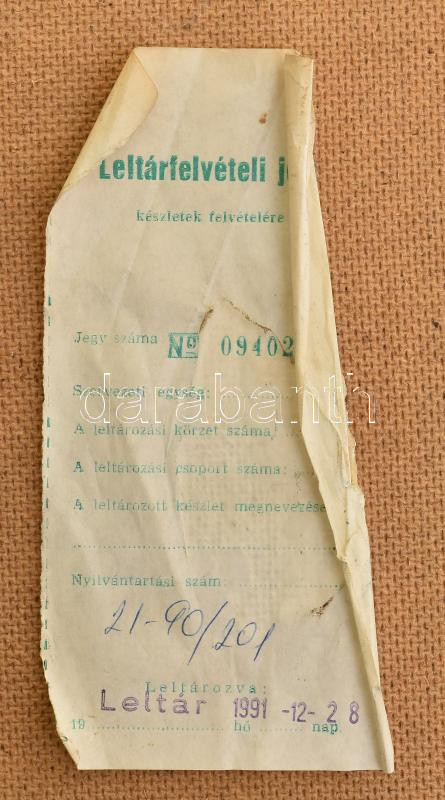 Leltárfelvételi
készletek felvételére
Jegy száma No 09402
Szervezeti egység:
A leltározási körzet száma
A leltározási csoport száma:
A leltározott készlet megnevezése
Nyilvántartási szám:
21-90/201
Leltározva:
Leltár 1991 -12- 28
19 hó nap
darabanth